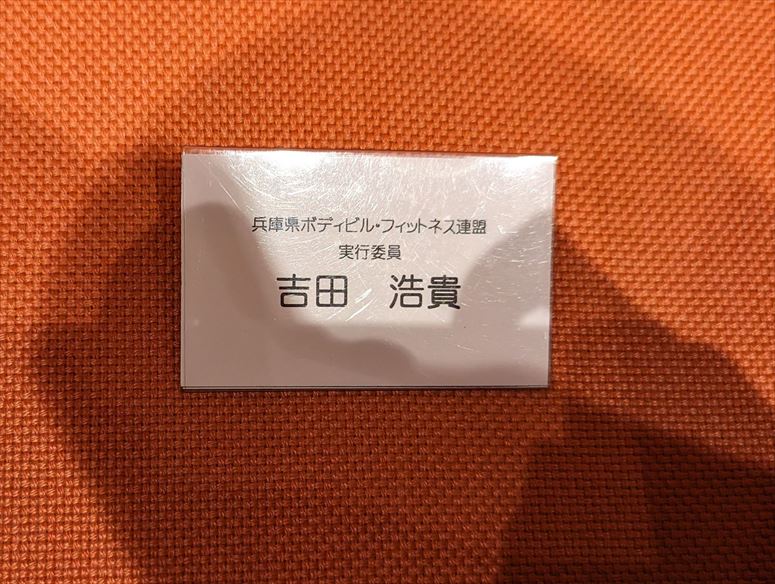 兵庫県ボディビル・フィットネス連盟
実行委員
吉田　浩貴